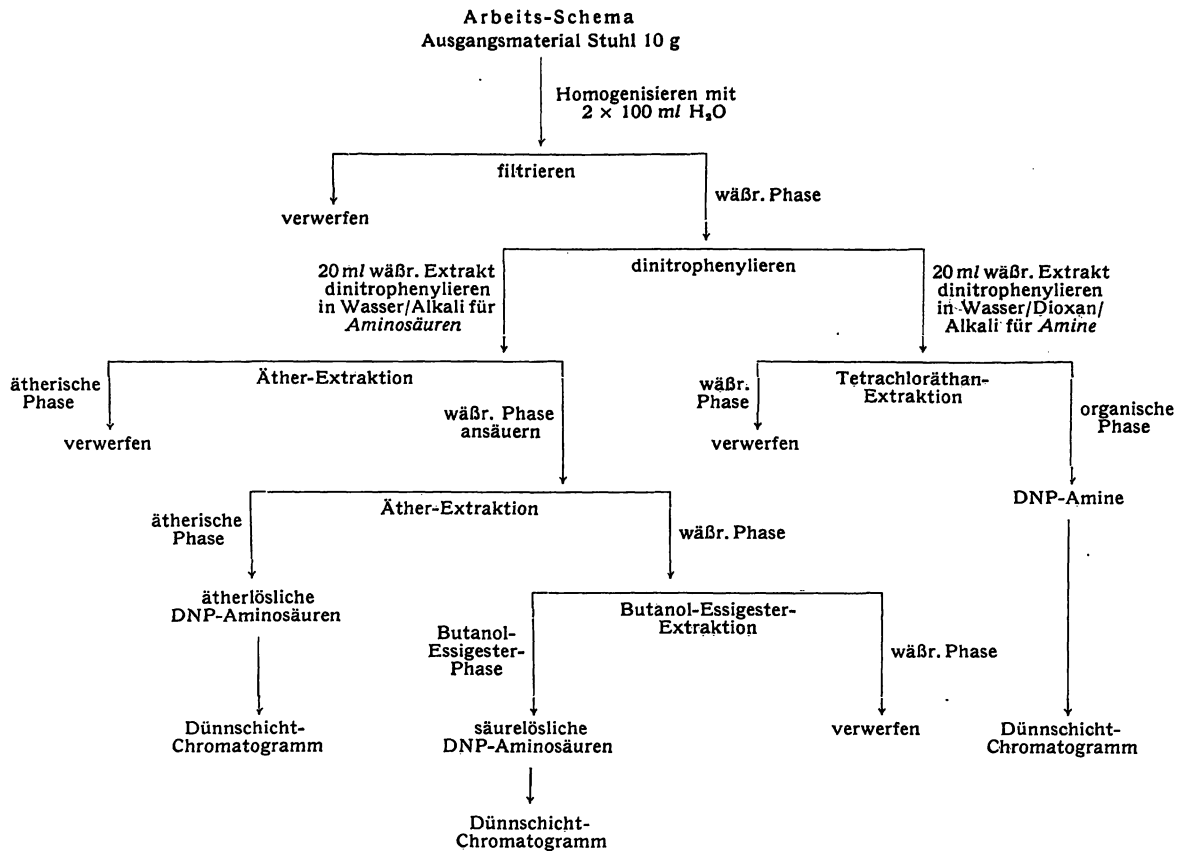 Arbeits-Schema
Ausgangsmaterial Stuhl 10 g
Homogenisieren mit
2 × 100 ml H₂O
filtrieren
verwerfen
wäßr. Phase
dinitrophenylieren
20 ml wäßr. Extrakt
dinitrophenylieren
in Wasser/Alkali für
Aminosäuren
20 ml wäßr. Extrakt
dinitrophenylieren
in Wasser/Dioxan/
Alkali für Amine
ätherische
Phase
Äther-Extraktion
verwerfen
wäßr. Phase
ansäuern
wäßr.
Phase
Tetrachloräthan-
Extraktion
verwerfen
organische
Phase
DNP-Amine
ätherische
Phase
Äther-Extraktion
wäßr. Phase
ätherlösliche
DNP-Aminosäuren
Butanol-
Essigester-
Phase
Butanol-Essigester-
Extraktion
wäßr. Phase
Dünnschicht-
Chromatogramm
säurelösliche
DNP-Aminosäuren
verwerfen
Dünnschicht-
Chromatogramm
Dünnschicht-
Chromatogramm